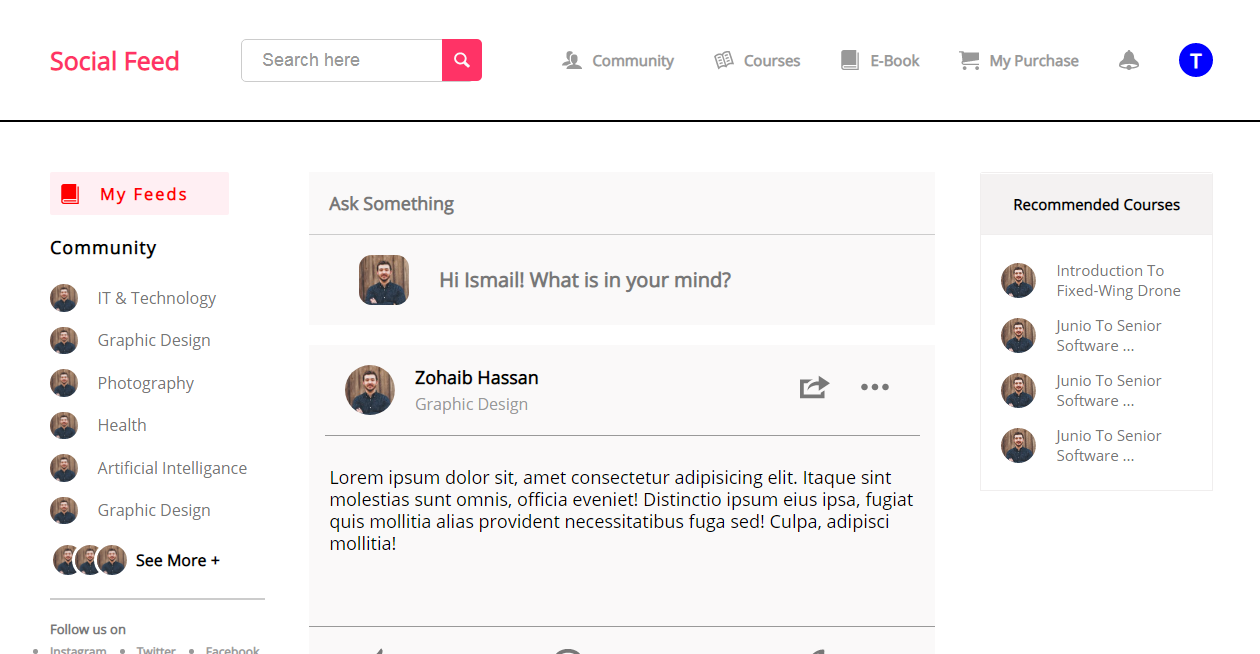 Social Feed
Search here
Community
Courses
E-Book
My Purchase
T
My Feeds
Community
IT & Technology
Graphic Design
Photography
Health
Artificial Intelligance
Graphic Design
See More +
Follow us on
Instagram
Twitter
Facebook
Ask Something
Hi Ismail! What is in your mind?
Zohaib Hassan
Graphic Design
Lorem ipsum dolor sit, amet consectetur adipisicing elit. Itaque sint
molestias sunt omnis, officia eveniet! Distinctio ipsum eius ipsa, fugiat
quis mollitia alias provident necessitatibus fuga sed! Culpa, adipisci
mollitia!
Recommended Courses
Introduction To
Fixed-Wing Drone
Junio To Senior
Software ...
Junio To Senior
Software ...
Junio To Senior
Software ...